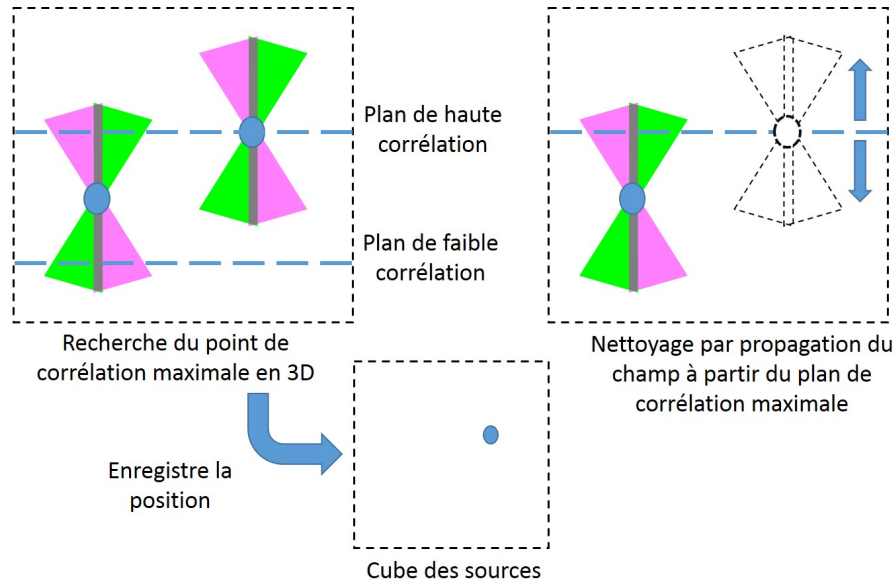 Plan de haute
corrélation
Plan de faible
corrélation
Recherche du point de
corrélation maximale en 3D
Nettoyage par propagation du
champ à partir du plan de
corrélation maximale
Enregistre la
position
Cube des sources